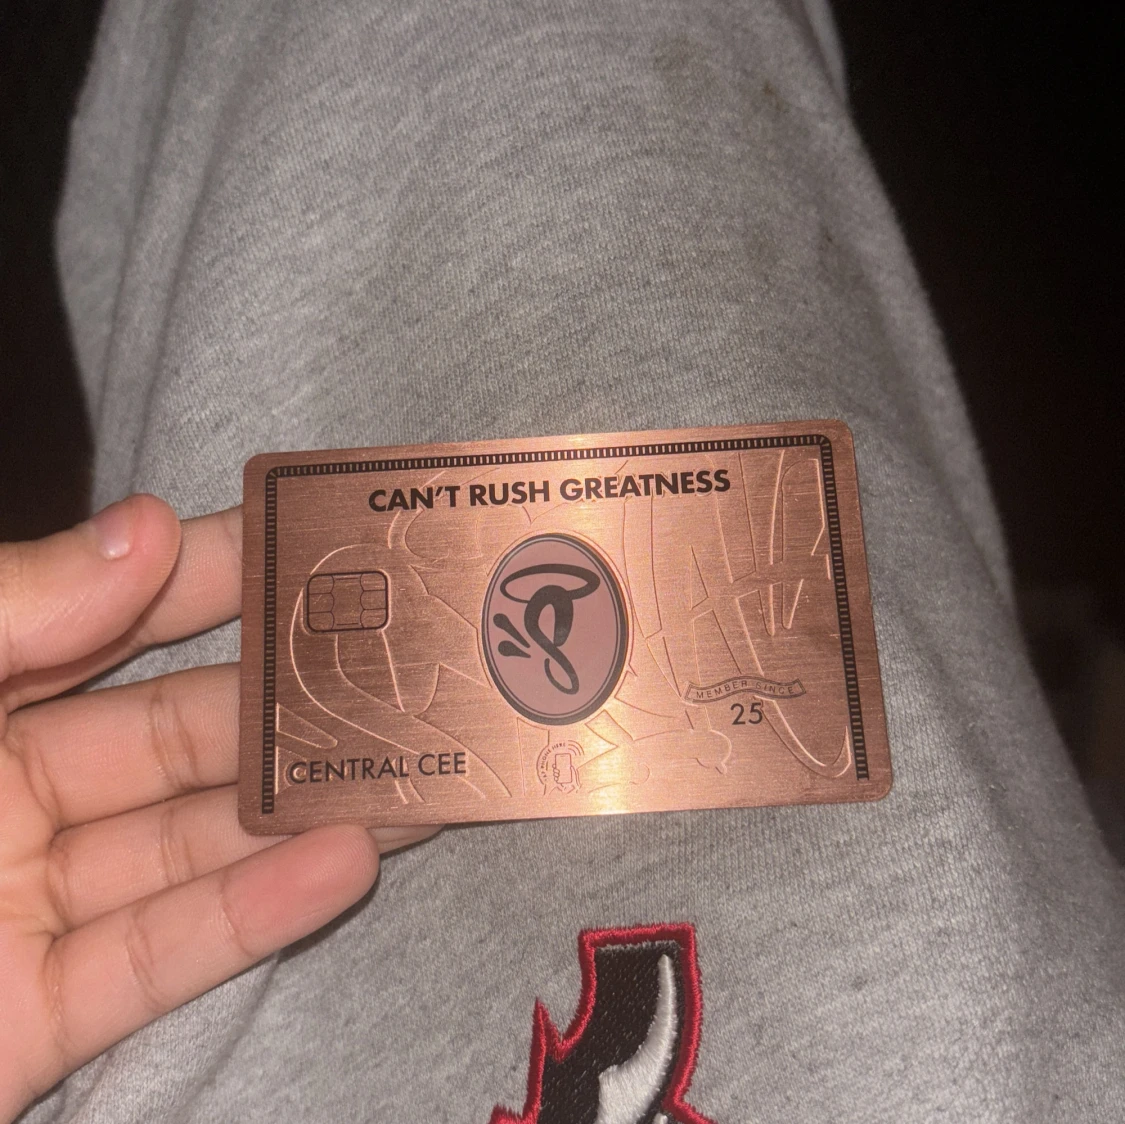 CAN'T RUSH GREATNESS
MEMBER SINCE
25
CENTRAL CEE